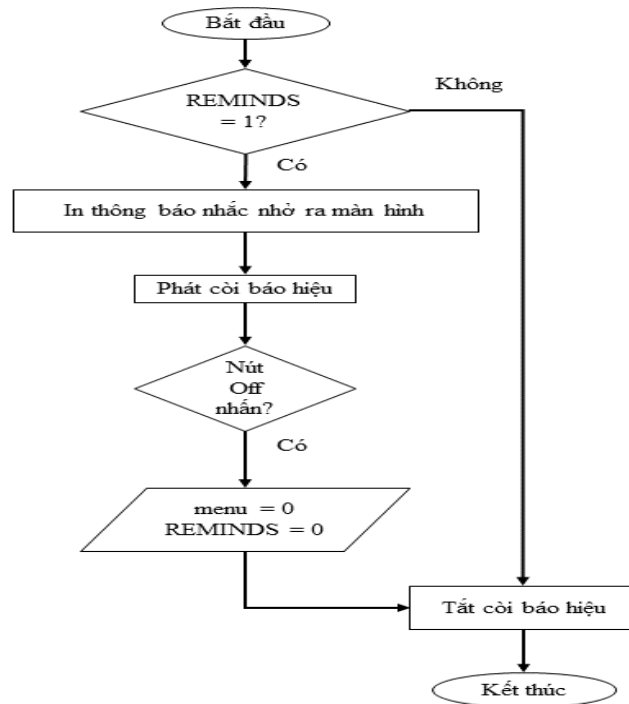 Bắt đầu
Không
REMINDS
= 1?
Có
In thông báo nhắc nhở ra màn hình
Phát còi báo hiệu
Nút
Off
nhấn?
Có
menu = 0
REMINDS = 0
Tắt còi báo hiệu
Kết thúc